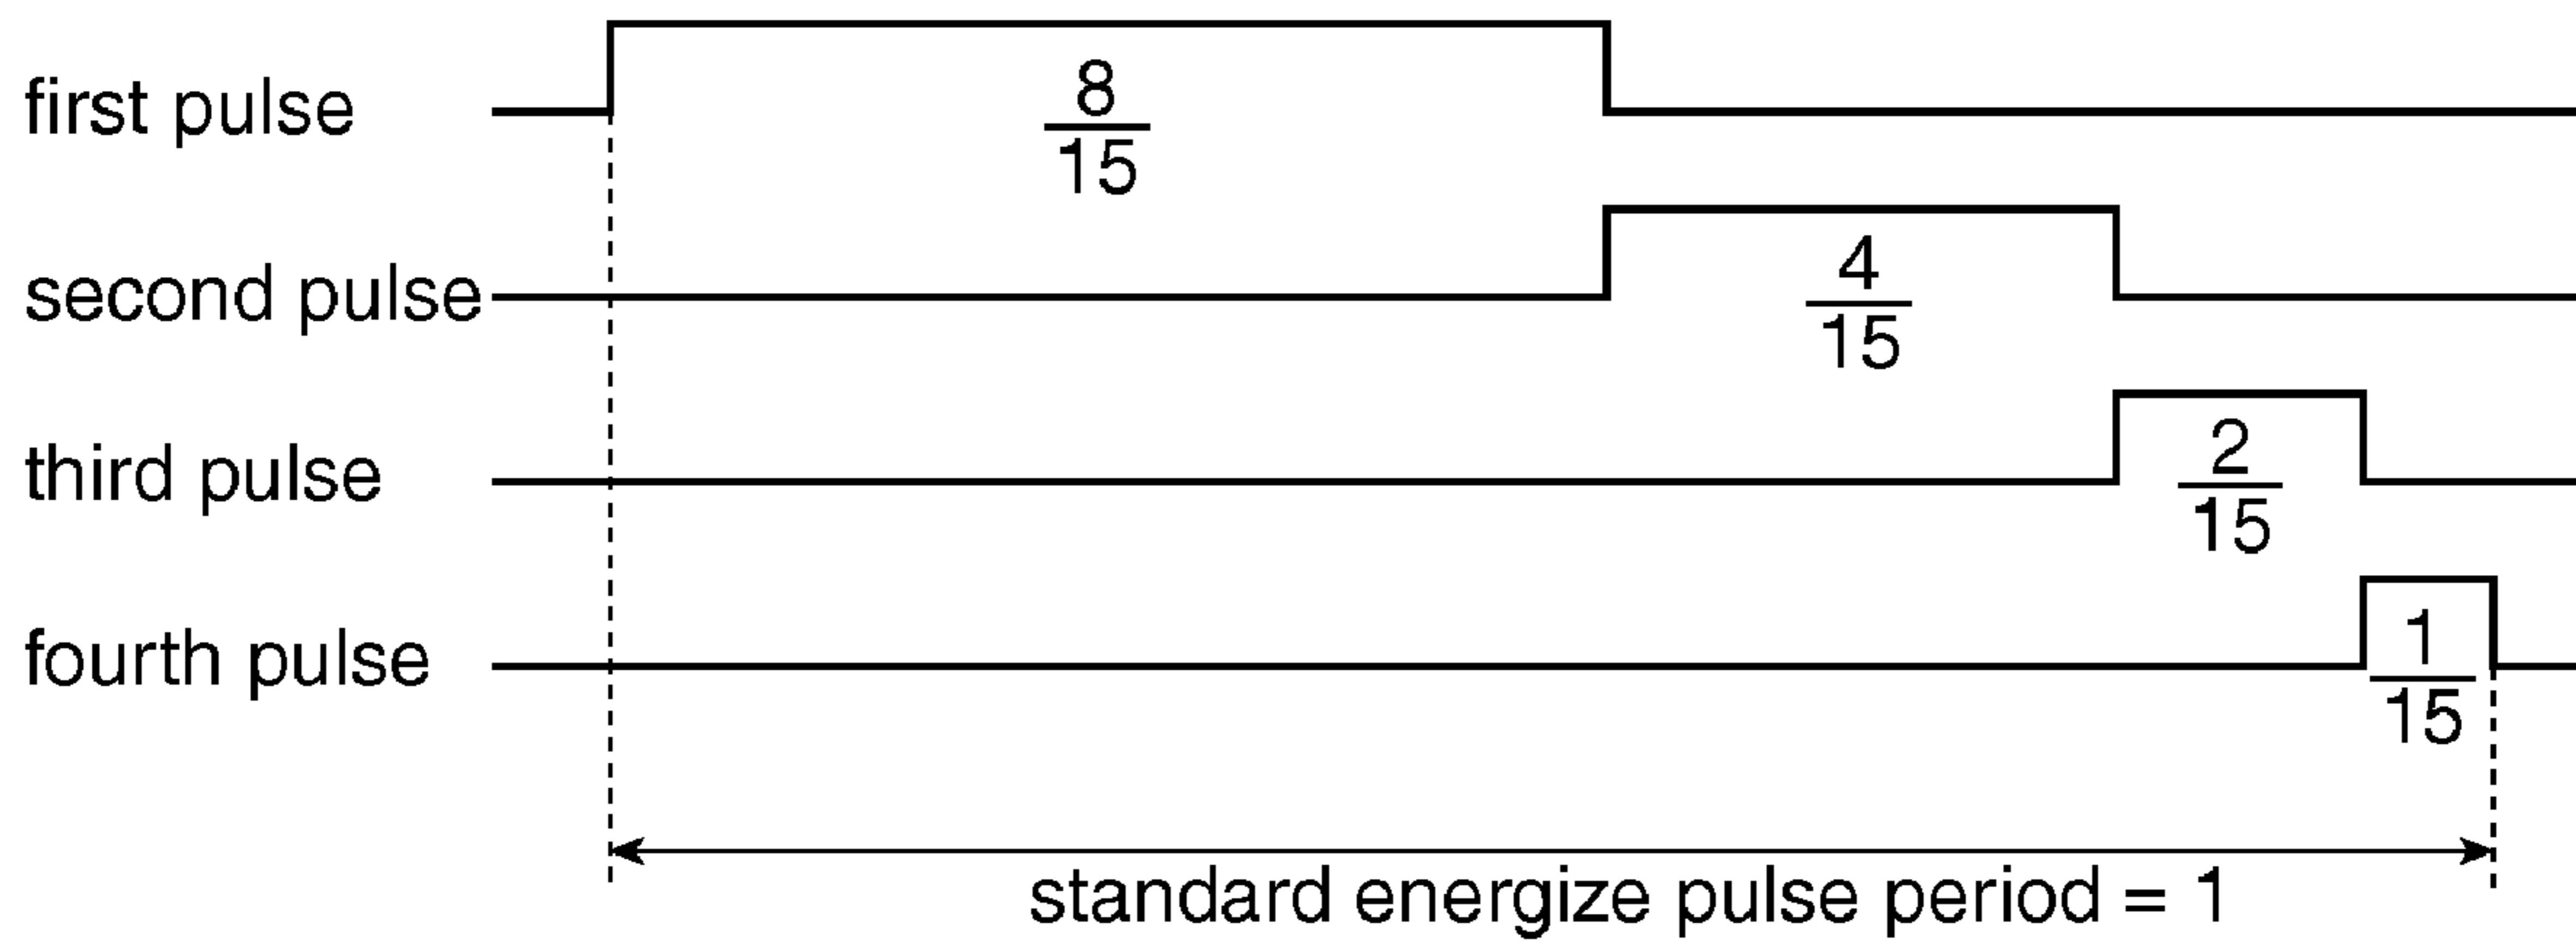 first pulse
8
15
second pulse
4
15
third pulse
2
15
fourth pulse
1
15
standard energize pulse period = 1